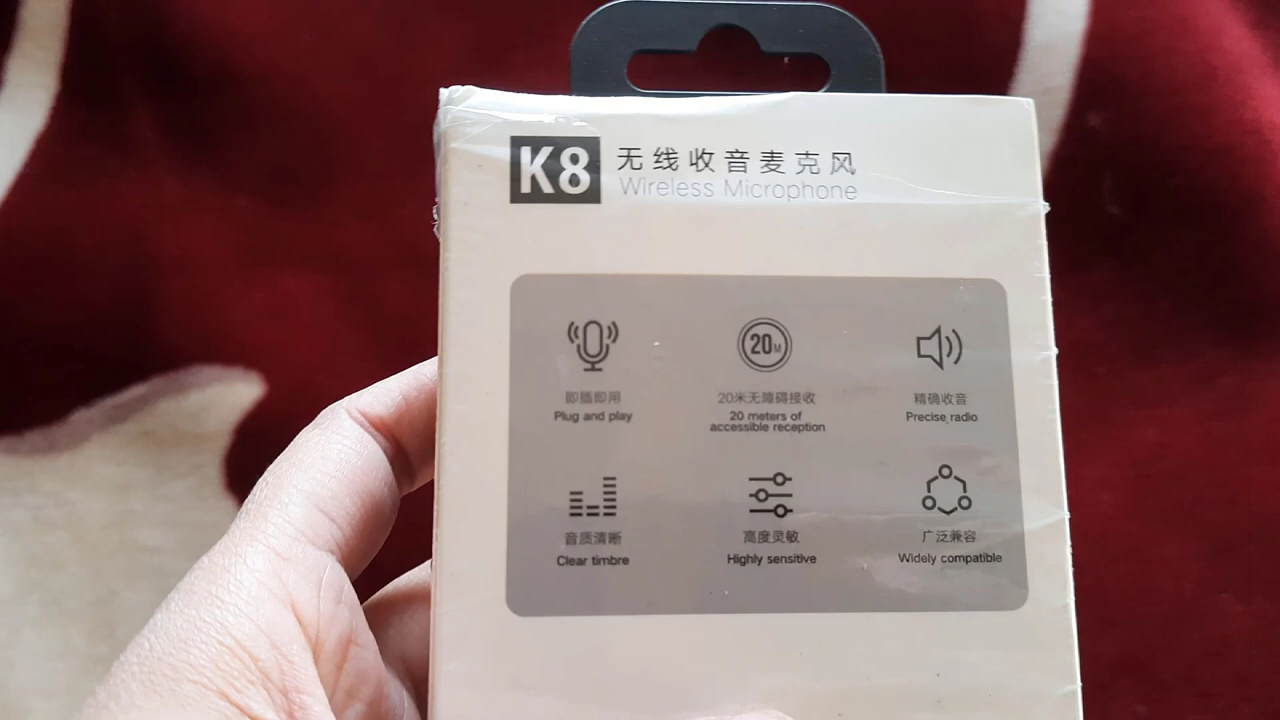 K8 无线收音麦克风
Wireless Microphone
20M
即插即用
Plug and play
20米无障碍接收
20 meters of
accessible reception
精确收音
Precise radio
音质清晰
Clear timbre
高度灵敏
Highly sensitive
广泛兼容
Widely compatible